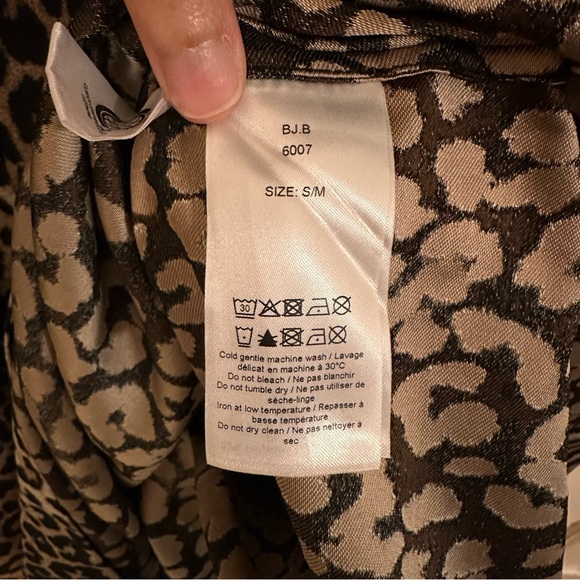 BJ.B
6007
SIZE: S/M
30
Cold gentle machine wash / Lavage
délicat en machine à 30°C
Do not bleach / Ne pas blanchir
Do not tumble dry / Ne pas utiliser de
sèche-linge
Iron at low temperature / Repasser à
basse température
Do not dry clean / Ne pas nettoyer à
sec